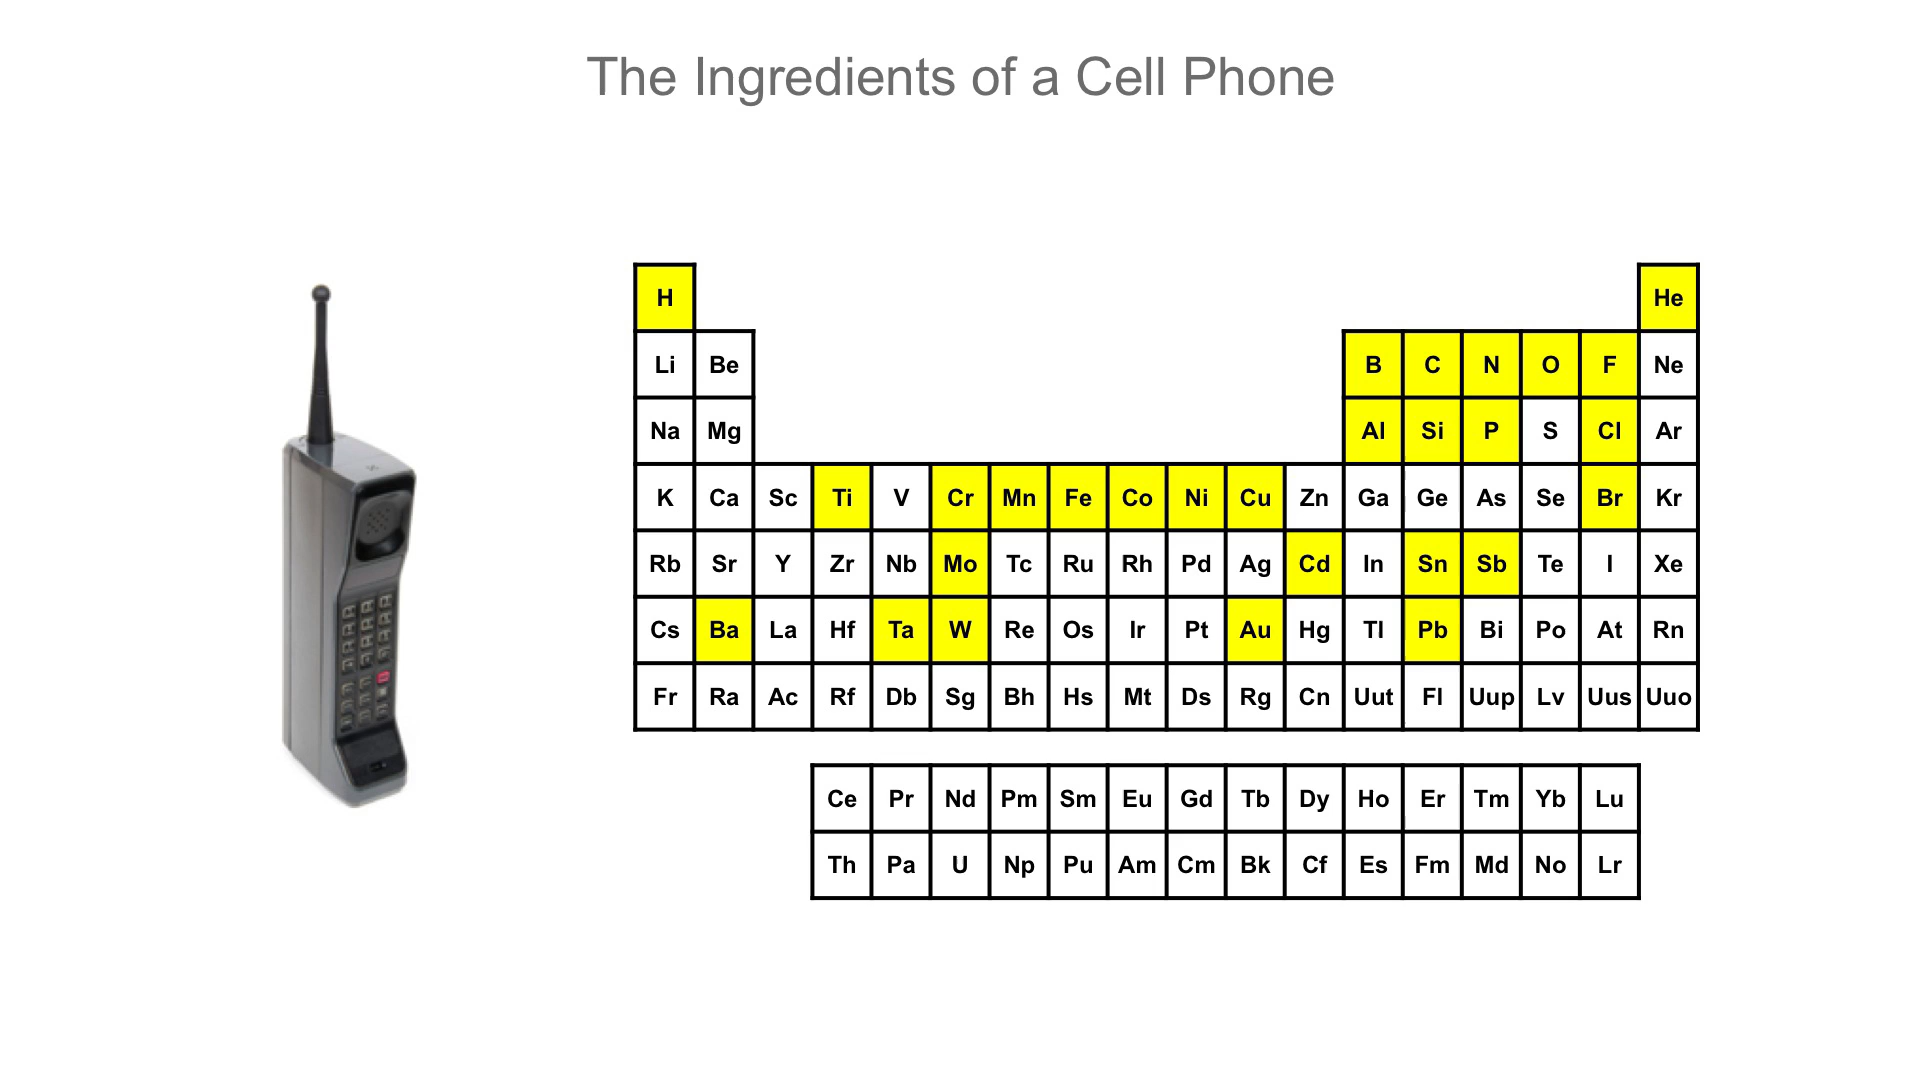 The Ingredients of a Cell Phone
H He
Li Be B C N O F Ne
Na Mg Al Si P S Cl Ar
K Ca Sc Ti V Cr Mn Fe Co Ni Cu Zn Ga Ge As Se Br Kr
Rb Sr Y Zr Nb Mo Tc Ru Rh Pd Ag Cd In Sn Sb Te I Xe
Cs Ba La Hf Ta W Re Os Ir Pt Au Hg Tl Pb Bi Po At Rn
Fr Ra Ac Rf Db Sg Bh Hs Mt Ds Rg Cn Uut Fl Uup Lv Uus Uuo
Ce Pr Nd Pm Sm Eu Gd Tb Dy Ho Er Tm Yb Lu
Th Pa U Np Pu Am Cm Bk Cf Es Fm Md No Lr